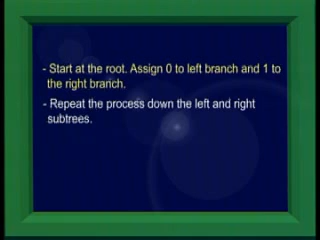 - Start at the root. Assign 0 to left branch and 1 to
the right branch.
- Repeat the process down the left and right
subtrees.